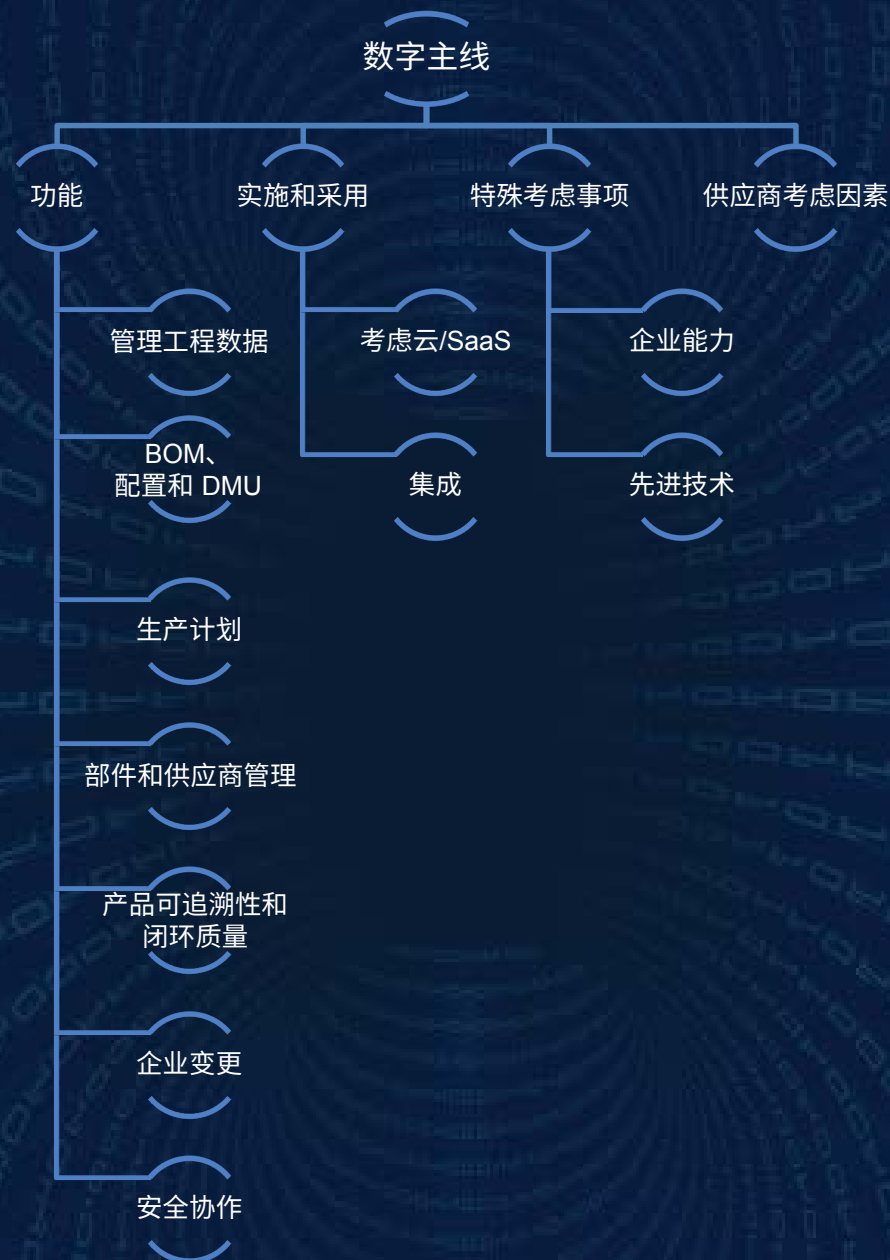 数字主线
功能
实施和采用
特殊考虑事项
供应商考虑因素
管理工程数据
考虑云/SaaS
企业能力
BOM、
配置和 DMU
集成
先进技术
生产计划
部件和供应商管理
产品可追溯性和
闭环质量
企业变更
安全协作